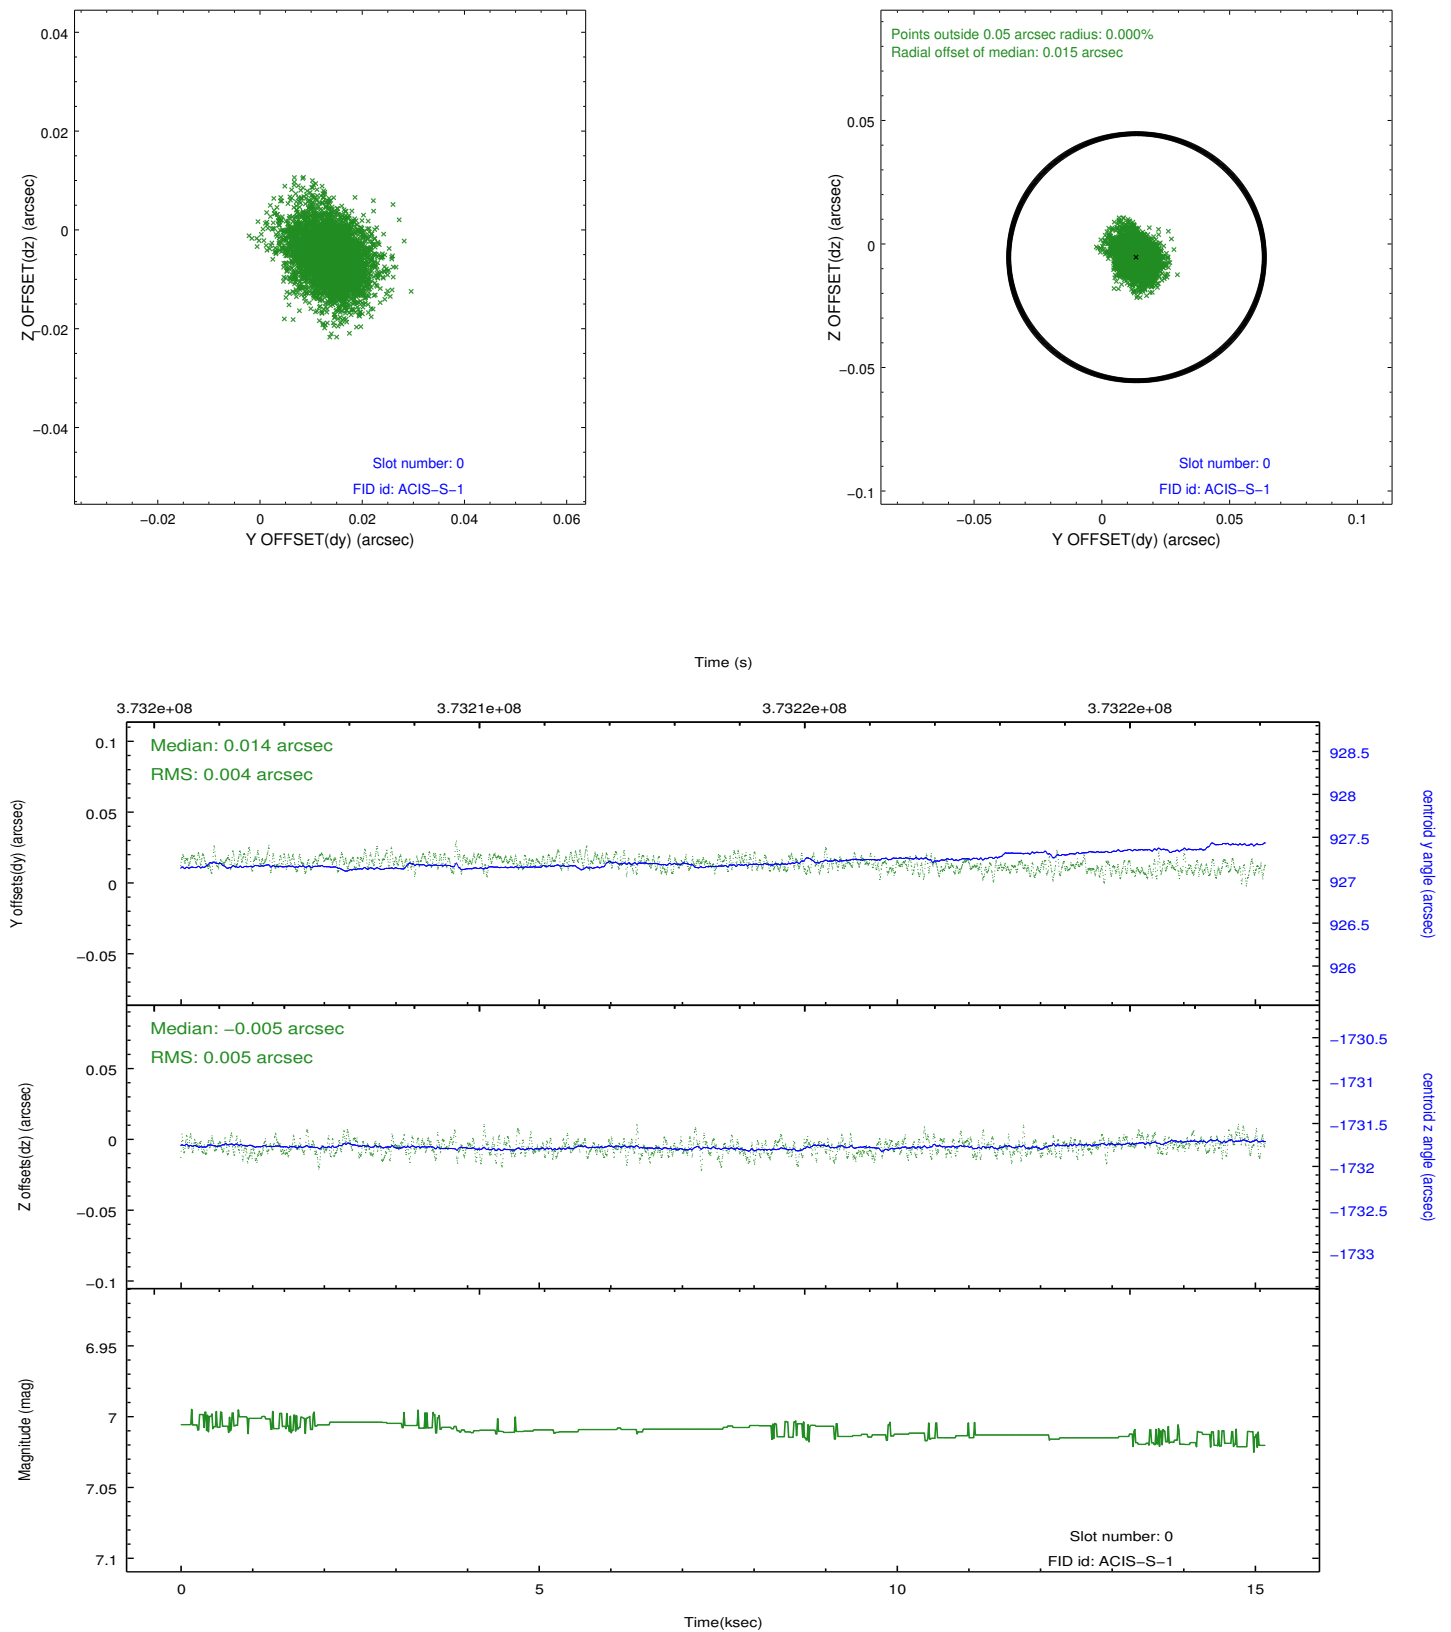 0.04
0.02
0
−0.02
−0.04
Z OFFSET(dz) (arcsec)
Slot number: 0
FID id: ACIS−S−1
−0.02 0 0.02 0.04 0.06
Y OFFSET(dy) (arcsec)
Points outside 0.05 arcsec radius: 0.000%
Radial offset of median: 0.015 arcsec
0.05
0
−0.05
−0.1
Z OFFSET(dz) (arcsec)
Slot number: 0
FID id: ACIS−S−1
−0.05 0 0.05 0.1
Y OFFSET(dy) (arcsec)
Time (s)
3.732e+08 3.7321e+08 3.7322e+08 3.7322e+08
Median: 0.014 arcsec
RMS: 0.004 arcsec
0.1
0.05
0
−0.05
Y offsets(dy) (arcsec)
928.5
928
927.5
927
926.5
926
centroid y angle (arcsec)
Median: −0.005 arcsec
RMS: 0.005 arcsec
0.05
0
−0.05
−0.1
Z offsets(dz) (arcsec)
−1730.5
−1731
−1731.5
−1732
−1732.5
−1733
centroid z angle (arcsec)
6.95
7
7.05
7.1
Magnitude (mag)
Slot number: 0
FID id: ACIS−S−1
0 5 10 15
Time(ksec)